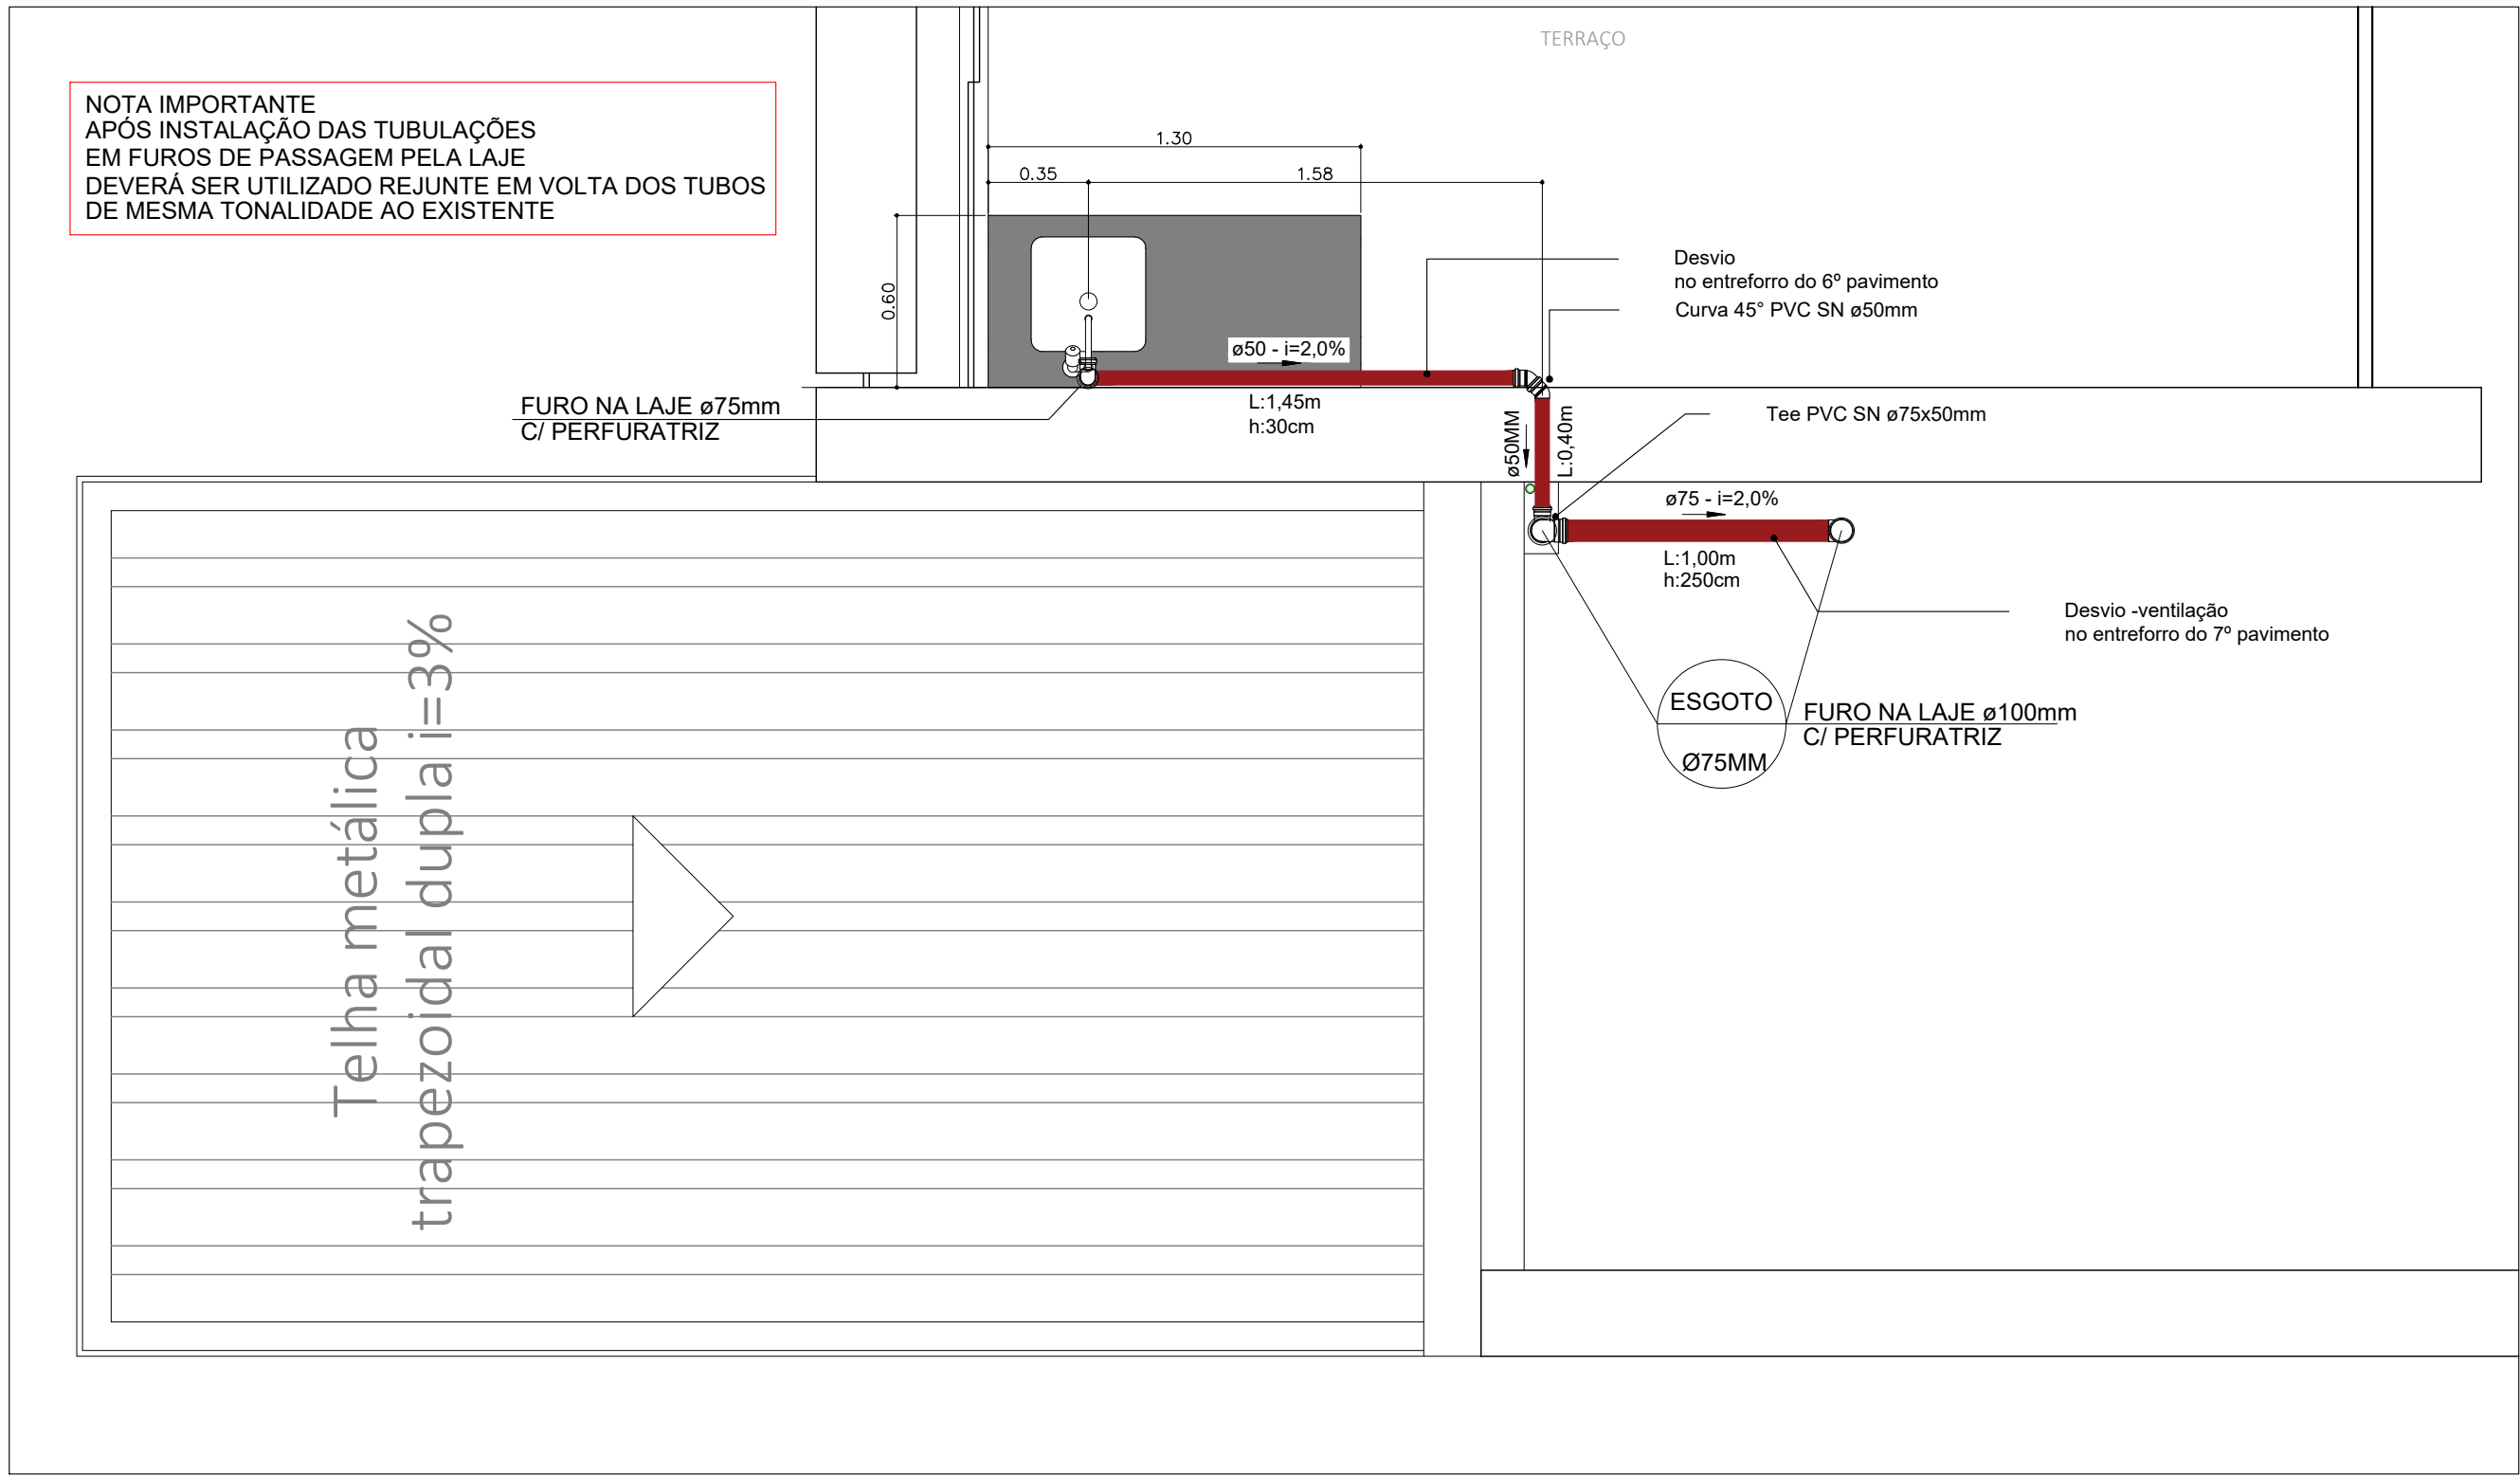 TERRAÇO
NOTA IMPORTANTE
APÓS INSTALAÇÃO DAS TUBULAÇÕES
EM FUROS DE PASSAGEM PELA LAJE
DEVERÁ SER UTILIZADO REJUNTE EM VOLTA DOS TUBOS
DE MESMA TONALIDADE AO EXISTENTE
1.30
0.35
1.58
0.60
Desvio
no entreforro do 6º pavimento
Curva 45° PVC SN ø50mm
ø50 - i=2,0%
L:1,45m
h:30cm
FURO NA LAJE ø75mm
C/ PERFURATRIZ
ø50MM
L:0,40m
Tee PVC SN ø75x50mm
ø75 - i=2,0%
L:1,00m
h:250cm
Desvio -ventilação
no entreforro do 7º pavimento
ESGOTO
Ø75MM
FURO NA LAJE ø100mm
C/ PERFURATRIZ
Telha metálica
trapezoidal dupla i=3%